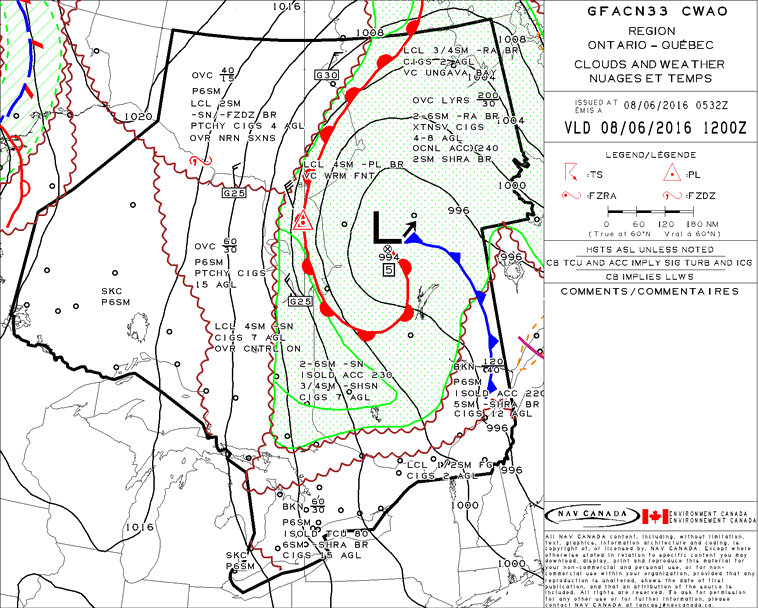 1016
1008
1008
LCL 3/4SM -RA BR
CIGS 2 AGL
VC UNGAVA BA
1004
OVC 40/15
P6SM
LCL 2SM
-SN/-FZDZ BR
PTCHY CIGS 4 AGL
OVR NRN SXNS
G30
1020
OVC LYRS 200/30
2-6SM -RA BR
XTNSV CIGS
4-8 AGL
OCNL ACC 240
2SM SHRA BR
1004
LCL 4SM -PL BR
VC WRM FNT
G25
1000
996
L
994
5
996
OVC 60/30
P6SM
PTCHY CIGS
15 AGL
SKC
P6SM
G25
LCL 4SM -SN
CIGS 7 AGL
OVR CNTRL ON
2-6SM -SN
ISOLD ACC 230
3/4SM -SHSN
CIGS 7 AGL
BKN 120/40
P6SM
ISOLD ACC 220
5SM -SHRA BR
CIGS 12 AGL
996
LCL 1/2SM FG
CIGS 2 AGL
996
1000
1016
BKN 60/30
P6SM
ISOLD TCU 80
6SM -SHRA BR
CIGS 15 AGL
SKC
P6SM
1000
GFACN33 CWAO
REGION
ONTARIO - QUÉBEC
CLOUDS AND WEATHER
NUAGES ET TEMPS
ISSUED AT 08/06/2016 0532Z
ÉMIS A
VLD 08/06/2016 1200Z
LEGEND/LÉGENDE
:TS :PL
:FZRA :FZDZ
0 60 120 180 NM
(True at 60°N Vrai à 60°N)
HGTS ASL UNLESS NOTED
CB TCU AND ACC IMPLY SIG TURB AND ICG
CB IMPLIES LLWS
COMMENTS/COMMENTAIRES
NAV CANADA
ENVIRONMENT CANADA
ENVIRONNEMENT CANADA
All NAV CANADA content, including, without limitation,
text, graphics, information architecture and coding, is
copyright of, or licensed by, NAV CANADA. Except where
otherwise stated in relation to specific content you may
download, display, print and reproduce this material for
your non-commercial and personal use, or for non-
commercial use within your organization, provided that any
reproduction is unaltered, shows the date of first
publication, and that an attribution of the source is
included. All rights are reserved. To ask for permission
for any other use or for further information, please
contact NAV CANADA at